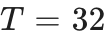 T = 32